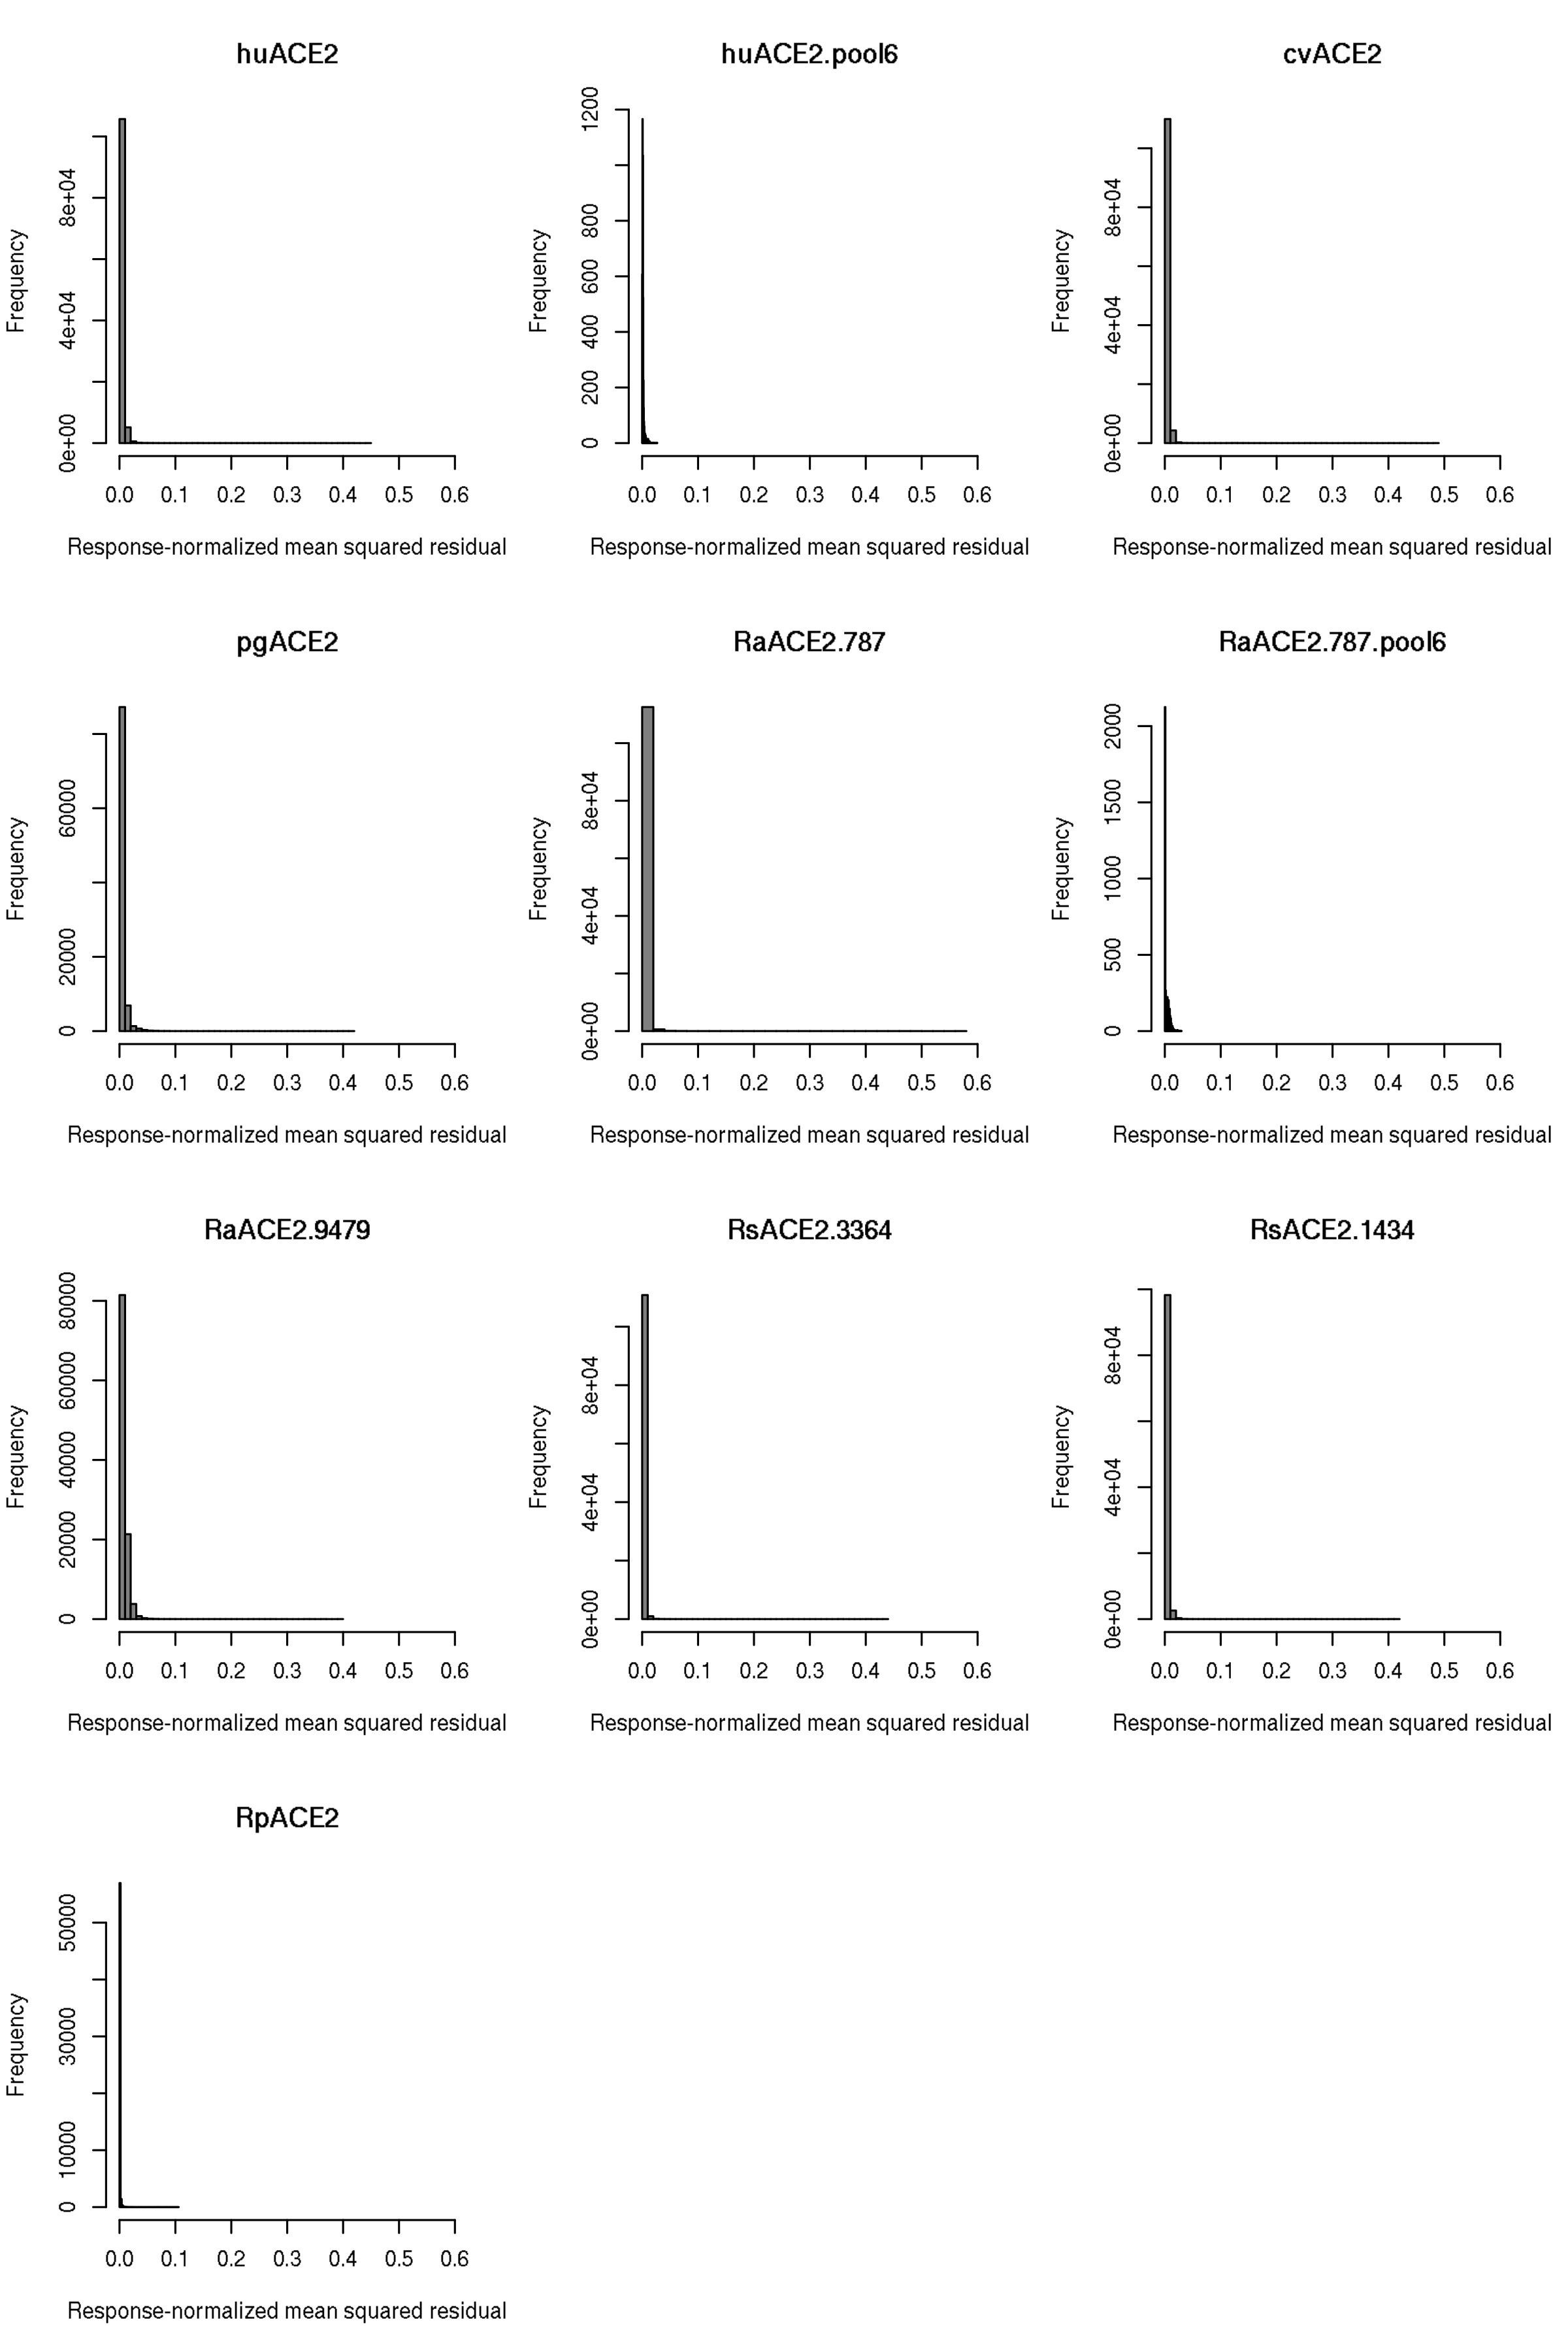 huACE2
Frequency
0e+00 4e+04 8e+04
0.0 0.1 0.2 0.3 0.4 0.5 0.6
Response-normalized mean squared residual
huACE2.pool6
Frequency
0 200 400 600 800 1200
0.0 0.1 0.2 0.3 0.4 0.5 0.6
Response-normalized mean squared residual
cvACE2
Frequency
0e+00 4e+04 8e+04
0.0 0.1 0.2 0.3 0.4 0.5 0.6
Response-normalized mean squared residual
pgACE2
Frequency
0 20000 60000
0.0 0.1 0.2 0.3 0.4 0.5 0.6
Response-normalized mean squared residual
RaACE2.787
Frequency
0e+00 4e+04 8e+04
0.0 0.1 0.2 0.3 0.4 0.5 0.6
Response-normalized mean squared residual
RaACE2.787.pool6
Frequency
0 500 1000 1500 2000
0.0 0.1 0.2 0.3 0.4 0.5 0.6
Response-normalized mean squared residual
RaACE2.9479
Frequency
0 20000 40000 60000 80000
0.0 0.1 0.2 0.3 0.4 0.5 0.6
Response-normalized mean squared residual
RsACE2.3364
Frequency
0e+00 4e+04 8e+04
0.0 0.1 0.2 0.3 0.4 0.5 0.6
Response-normalized mean squared residual
RsACE2.1434
Frequency
0e+00 4e+04 8e+04
0.0 0.1 0.2 0.3 0.4 0.5 0.6
Response-normalized mean squared residual
RpACE2
Frequency
0 10000 30000 50000
0.0 0.1 0.2 0.3 0.4 0.5 0.6
Response-normalized mean squared residual